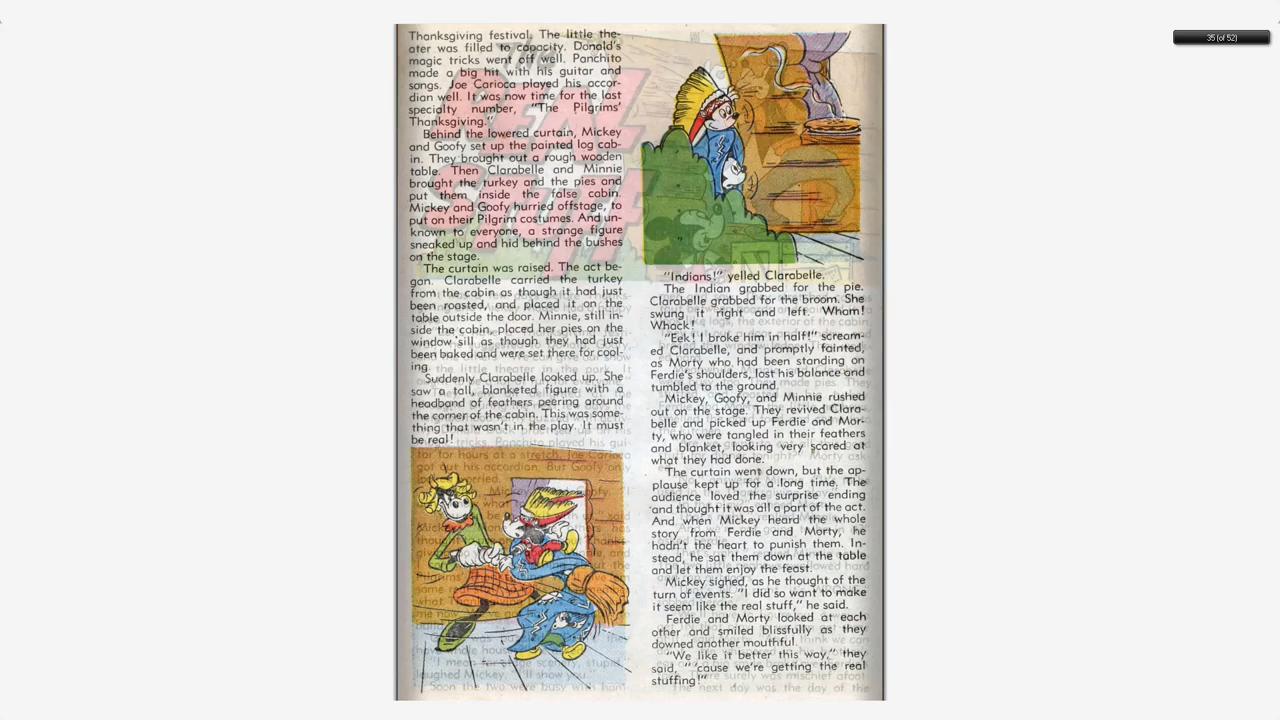 Thanksgiving festival. The little the-
ater was filled to capacity. Donald's
magic tricks went off well. Panchito
made a big hit with his guitar and
songs. Joe Carioca played his accor-
dian well. It was now time for the last
specialty number, "The Pilgrims'
Thanksgiving."
Behind the lowered curtain, Mickey
and Goofy set up the painted log cab-
in. They brought out a rough wooden
table. Then Clarabelle and Minnie
brought the turkey and the pies and
put them inside the false cabin.
Mickey and Goofy hurried offstage, to
put on their Pilgrim costumes. And un-
known to everyone, a strange figure
sneaked up and hid behind the bushes
on the stage.
The curtain was raised. The act be-
gan. Clarabelle carried the turkey
from the cabin as though it had just
been roasted, and placed it on the
table outside the door. Minnie, still in-
side the cabin, placed her pies on the
window sill as though they had just
been baked and were set there for cool-
ing.
Suddenly Clarabelle looked up. She
saw a tall, blanketed figure with a
headband of feathers peering around
the corner of the cabin. This was some-
thing that wasn't in the play. It must
be real!
"Indians!" yelled Clarabelle.
The Indian grabbed for the pie.
Clarabelle grabbed for the broom. She
swung it right and left. Wham!
Whack!
"Eek! I broke him in half!" scream-
ed Clarabelle, and promptly fainted,
as Morty who had been standing on
Ferdie's shoulders, lost his balance and
tumbled to the ground.
Mickey, Goofy, and Minnie rushed
out on the stage. They revived Clara-
belle and picked up Ferdie and Mor-
ty, who were tangled in their feathers
and blanket, looking very scared at
what they had done.
The curtain went down, but the ap-
plause kept up for a long time. The
audience loved the surprise ending
and thought it was all a part of the act.
And when Mickey heard the whole
story from Ferdie and Morty, he
hadn't the heart to punish them. In-
stead, he sat them down at the table
and let them enjoy the feast.
Mickey sighed, as he thought of the
turn of events. "I did so want to make
it seem like the real stuff," he said.
Ferdie and Morty looked at each
other and smiled blissfully as they
downed another mouthful.
"We like it better this way," they
said, "'cause we're getting the real
stuffing!"
35 (of 52)